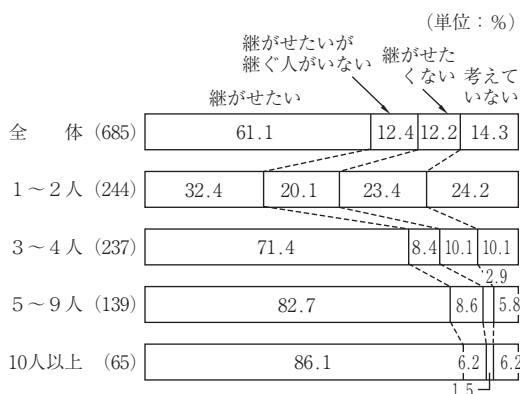 (単位：%)
継がせたいが
継ぐ人がいない
継がせた
くない
考えて
いない
継がせたい
全　体 (685) 61.1 12.4 12.2 14.3
1～2人 (244) 32.4 20.1 23.4 24.2
3～4人 (237) 71.4 8.4 10.1 10.1
2.9
5～9人 (139) 82.7 8.6 5.8
10人以上 (65) 86.1 6.2 6.2
1.5